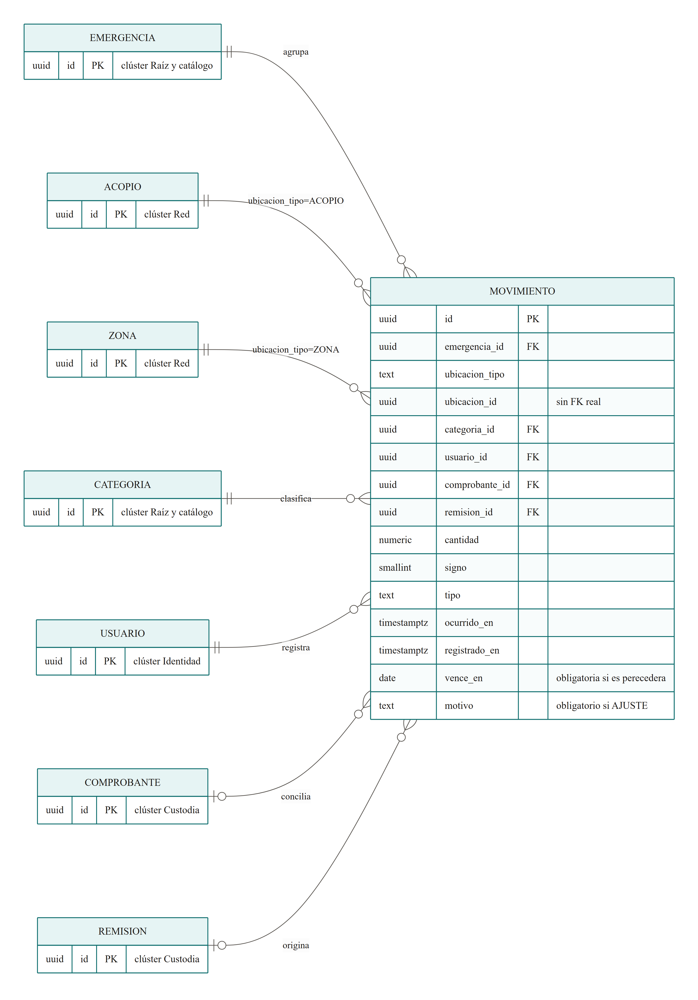 EMERGENCIA
uuid id PK clúster Raíz y catálogo
agrupa
ACOPIO
uuid id PK clúster Red
ubicacion_tipo=ACOPIO
ZONA
uuid id PK clúster Red
ubicacion_tipo=ZONA
CATEGORIA
uuid id PK clúster Raíz y catálogo
clasifica
USUARIO
uuid id PK clúster Identidad
registra
COMPROBANTE
uuid id PK clúster Custodia
concilia
REMISION
uuid id PK clúster Custodia
origina
MOVIMIENTO
uuid id PK
uuid emergencia_id FK
text ubicacion_tipo
uuid ubicacion_id sin FK real
uuid categoria_id FK
uuid usuario_id FK
uuid comprobante_id FK
uuid remision_id FK
numeric cantidad
smallint signo
text tipo
timestamptz ocurrido_en
timestamptz registrado_en
date vence_en obligatoria si es perecedera
text motivo obligatorio si AJUSTE